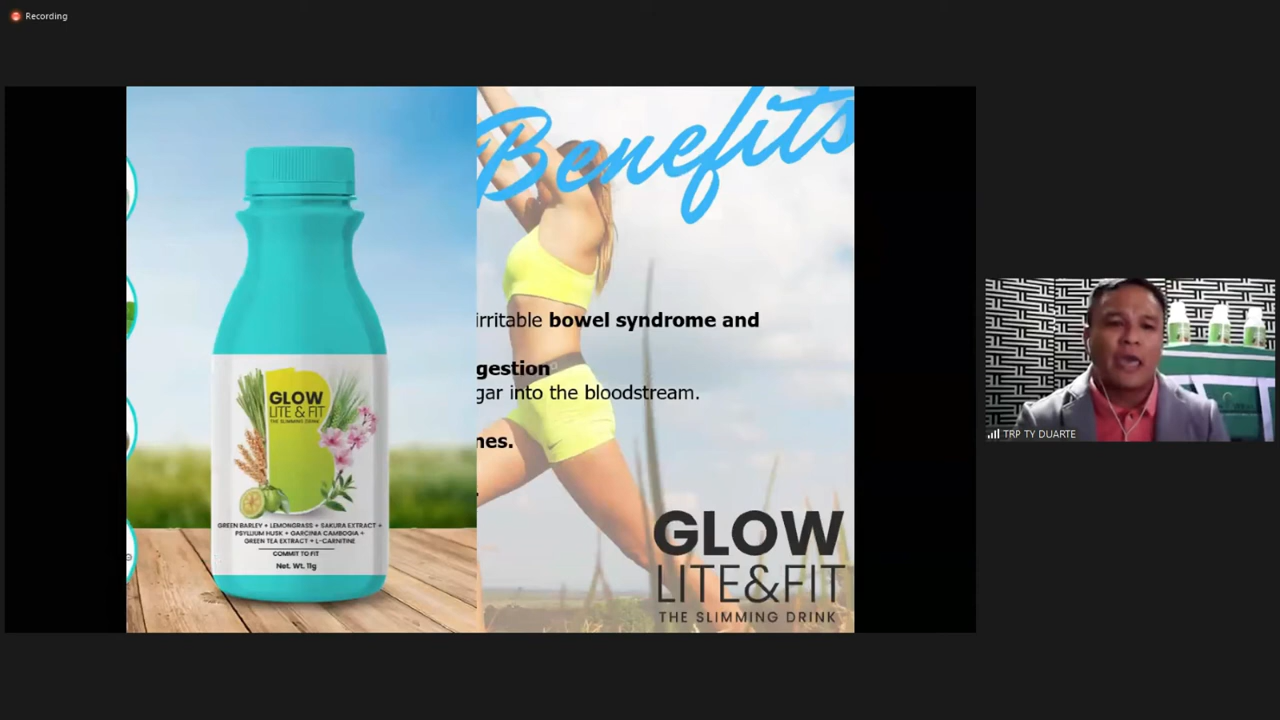 Recording
GLOW
LITE & FIT
THE SLIMMING DRINK
GREEN BARLEY + LEMONGRASS + SAKURA EXTRACT +
PSYLLIUM HUSK + GARCINIA CAMBOGIA +
GREEN TEA EXTRACT + L-CARNITINE
COMMIT TO FIT
Net. Wt. 11g
Benefits
irritable bowel syndrome and
gestion
gar into the bloodstream.
nes.
GLOW
LITE&FIT
THE SLIMMING DRINK
TRP TY DUARTE